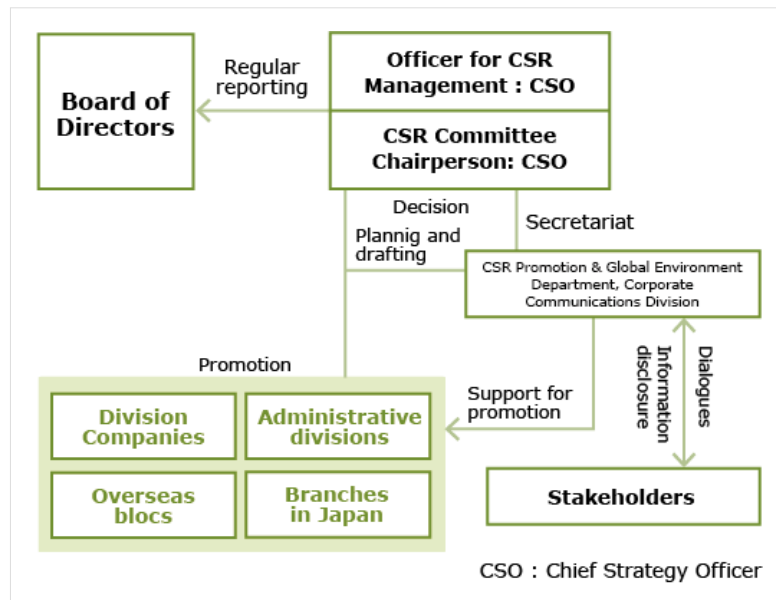 Board of
Directors
Regular
reporting
Officer for CSR
Management : CSO
CSR Committee
Chairperson: CSO
Decision
Plannig and
drafting
Secretariat
CSR Promotion & Global Environment
Department, Corporate
Communications Division
Promotion
Division
Companies
Administrative
divisions
Overseas
blocs
Branches
in Japan
Support for
promotion
Dialogues
Information
disclosure
Stakeholders
CSO : Chief Strategy Officer